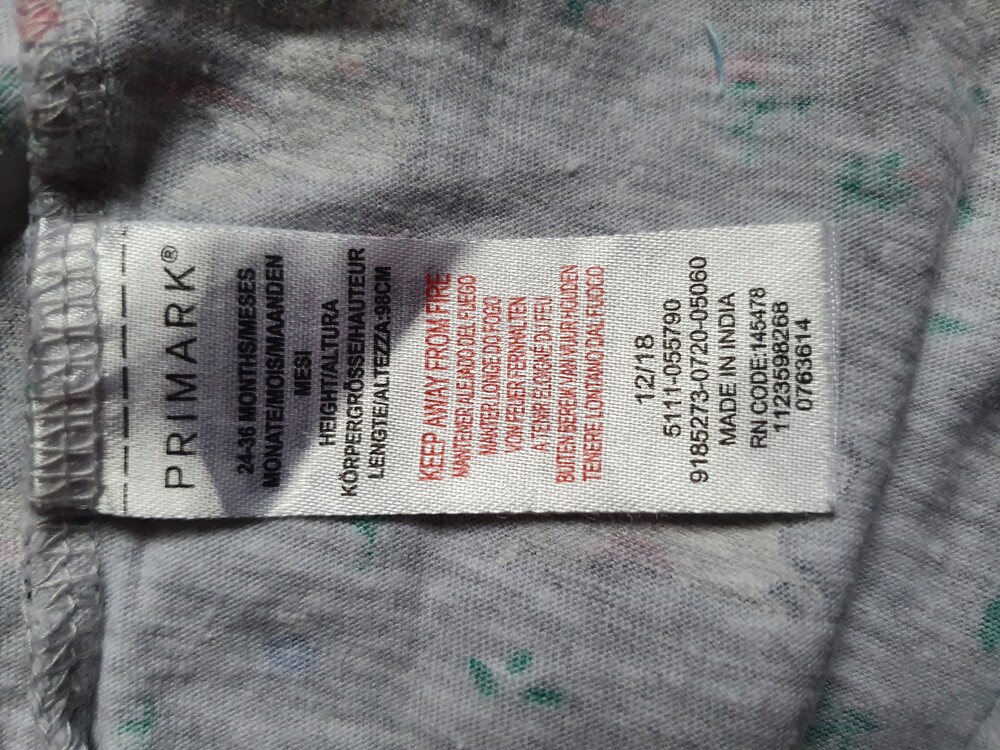 PRIMARK®
24-36 MONTHS/MESES
MONATE/MOIS/MAANDEN
MESI
HEIGHT/ALTURA
KÖRPERGRÖSSE/HAUTEUR
LENGTE/ALTEZZA:98CM
KEEP AWAY FROM FIRE
MANTENER ALEJADO DEL FUEGO
MANTER LONGE DO FOGO
VON FEUER FERNHALTEN
A TENIR ELOIGNE DU FEU
BUITEN BEREIK VAN VUUR HOUDEN
TENERE LONTANO DAL FUOCO
12/18
5111-055790
9185273-0720-05060
MADE IN INDIA
RN CODE:145478
1123598268
0763614